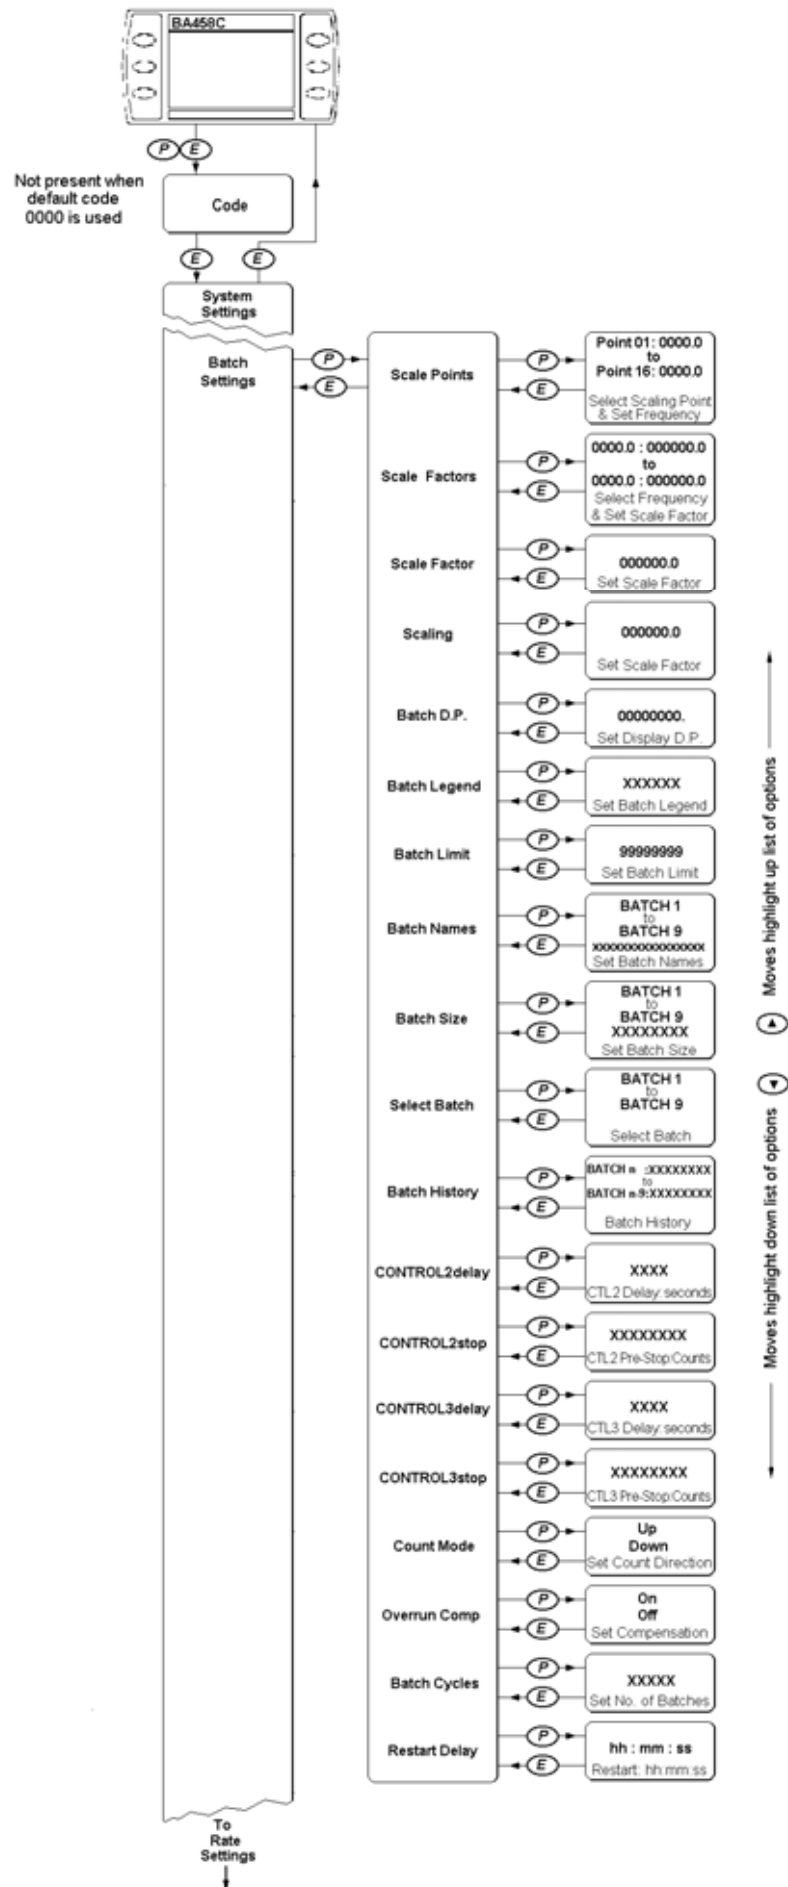 BA458C
P E
Not present when
default code
0000 is used
Code
E E
System
Settings
Batch
Settings
P
E
Scale Points
P
E
Point 01: 0000.0
to
Point 16: 0000.0
Select Scaling Point
& Set Frequency
Scale Factors
P
E
0000.0 : 000000.0
to
0000.0 : 000000.0
Select Frequency
& Set Scale Factor
Scale Factor
P
E
000000.0
Set Scale Factor
Scaling
P
E
000000.0
Set Scale Factor
Batch D.P.
P
E
00000000.
Set Display D.P.
Batch Legend
P
E
XXXXXX
Set Batch Legend
Batch Limit
P
E
99999999
Set Batch Limit
Batch Names
P
E
BATCH 1
to
BATCH 9
XXXXXXXXXXXXXXXX
Set Batch Names
Batch Size
P
E
BATCH 1
to
BATCH 9
XXXXXXXX
Set Batch Size
Select Batch
P
E
BATCH 1
to
BATCH 9
Select Batch
Batch History
P
E
BATCH n :XXXXXXXX
to
BATCH n-9:XXXXXXXX
Batch History
CONTROL2delay
P
E
XXXX
CTL2 Delay: seconds
CONTROL2stop
P
E
XXXXXXXX
CTL2 Pre-Stop:Counts
CONTROL3delay
P
E
XXXX
CTL3 Delay: seconds
CONTROL3stop
P
E
XXXXXXXX
CTL3 Pre-Stop:Counts
Count Mode
P
E
Up
Down
Set Count Direction
Overrun Comp
P
E
On
Off
Set Compensation
Batch Cycles
P
E
XXXXX
Set No. of Batches
Restart Delay
P
E
hh : mm : ss
Restart: hh:mm:ss
To
Rate
Settings
Moves highlight up list of options
Moves highlight down list of options